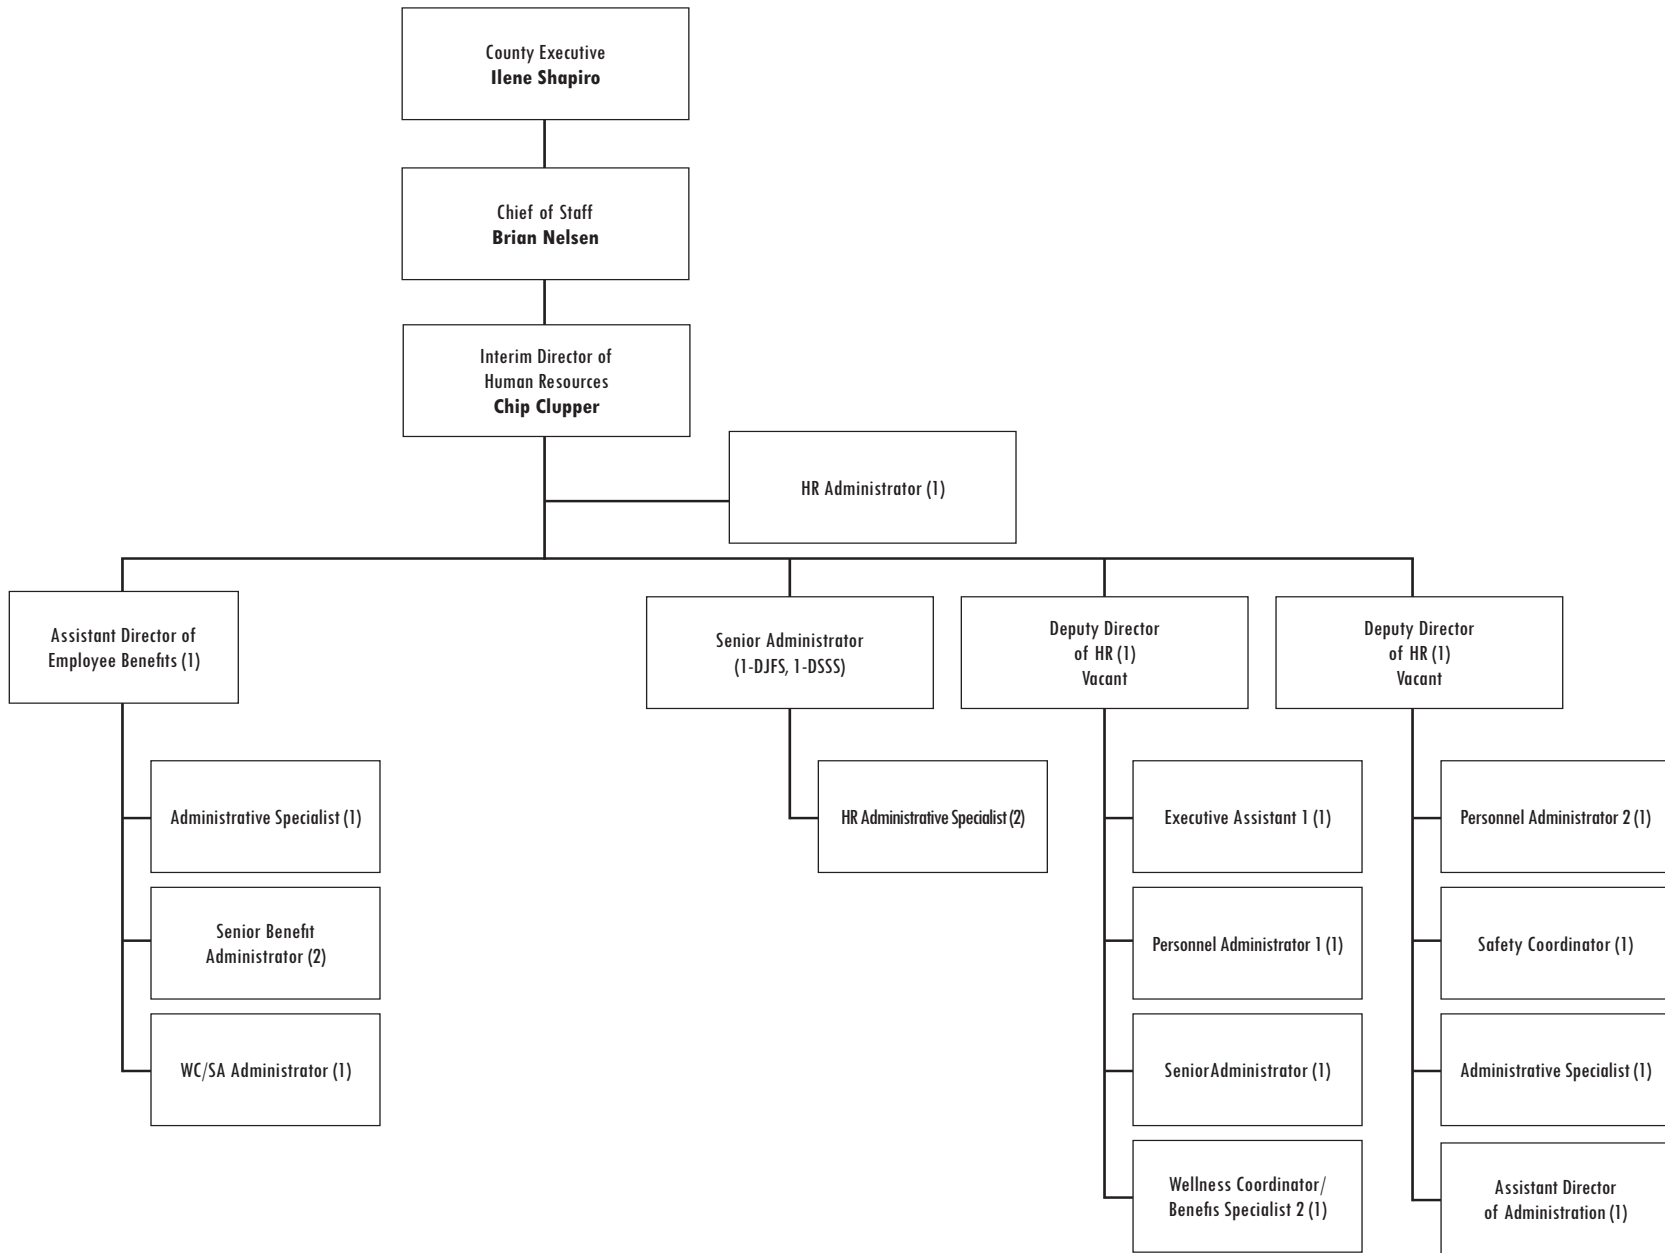 County Executive
Ilene Shapiro
Chief of Staff
Brian Nelsen
Interim Director of
Human Resources
Chip Clupper
HR Administrator (1)
Assistant Director of
Employee Benefits (1)
Senior Administrator
(1-DJFS, 1-DSSS)
Deputy Director
of HR (1)
Vacant
Deputy Director
of HR (1)
Vacant
Administrative Specialist (1)
Senior Benefit
Administrator (2)
WC/SA Administrator (1)
HR Administrative Specialist (2)
Executive Assistant 1 (1)
Personnel Administrator 1 (1)
SeniorAdministrator (1)
Wellness Coordinator/
Benefis Specialist 2 (1)
Personnel Administrator 2 (1)
Safety Coordinator (1)
Administrative Specialist (1)
Assistant Director
of Administration (1)